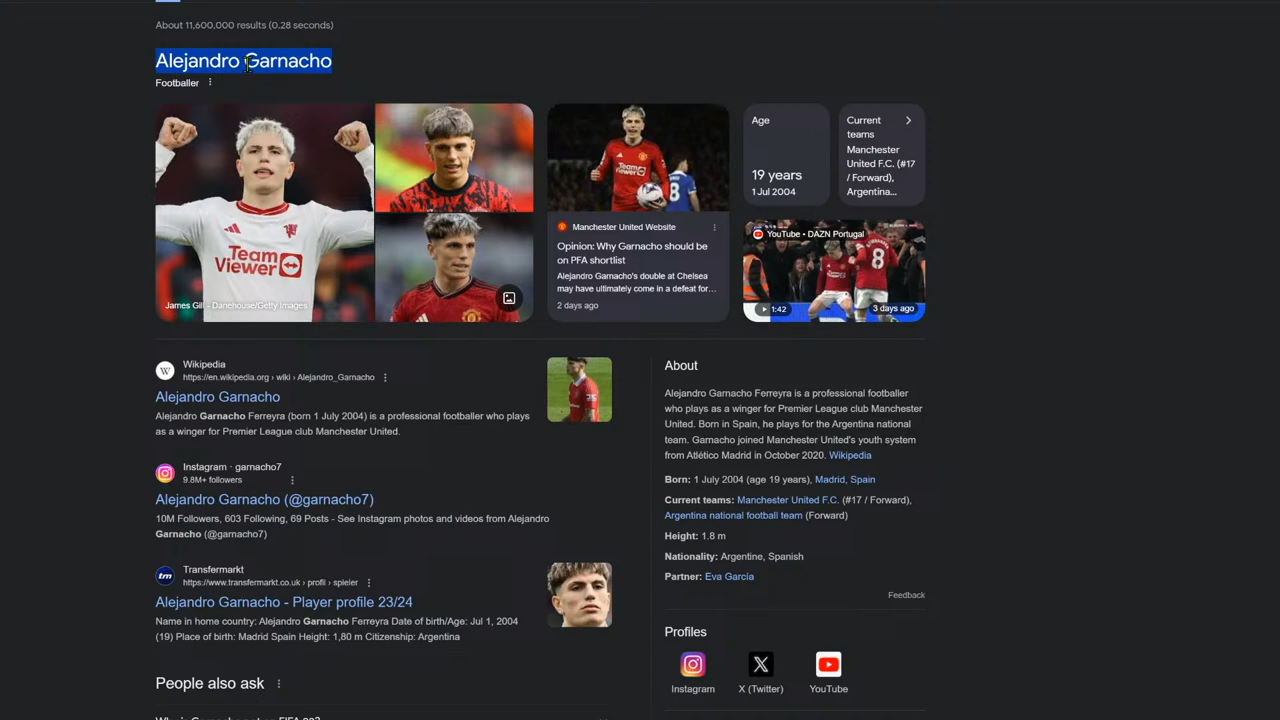 About 11,600,000 results (0.28 seconds)
Alejandro Garnacho
Footballer
Team
Viewer
James Gill - Danehouse/Getty Images
Manchester United Website
Opinion: Why Garnacho should be
on PFA shortlist
Alejandro Garnacho's double at Chelsea
may have ultimately come in a defeat for...
2 days ago
Age
19 years
1 Jul 2004
Current
teams
Manchester
United F.C. (#17
/ Forward),
Argentina...
YouTube • DAZN Portugal
8
1:42
3 days ago
Wikipedia
https://en.wikipedia.org › wiki › Alejandro_Garnacho
Alejandro Garnacho
Alejandro Garnacho Ferreyra (born 1 July 2004) is a professional footballer who plays
as a winger for Premier League club Manchester United.
Instagram · garnacho7
9.8M+ followers
Alejandro Garnacho (@garnacho7)
10M Followers, 603 Following, 69 Posts - See Instagram photos and videos from Alejandro
Garnacho (@garnacho7)
tm
Transfermarkt
https://www.transfermarkt.co.uk › profil › spieler
Alejandro Garnacho - Player profile 23/24
Name in home country: Alejandro Garnacho Ferreyra Date of birth/Age: Jul 1, 2004
(19) Place of birth: Madrid Spain Height: 1,80 m Citizenship: Argentina
People also ask
About
Alejandro Garnacho Ferreyra is a professional footballer
who plays as a winger for Premier League club Manchester
United. Born in Spain, he plays for the Argentina national
team. Garnacho joined Manchester United's youth system
from Atlético Madrid in October 2020. Wikipedia
Born: 1 July 2004 (age 19 years), Madrid, Spain
Current teams: Manchester United F.C. (#17 / Forward),
Argentina national football team (Forward)
Height: 1.8 m
Nationality: Argentine, Spanish
Partner: Eva García
Feedback
Profiles
Instagram
X (Twitter)
YouTube